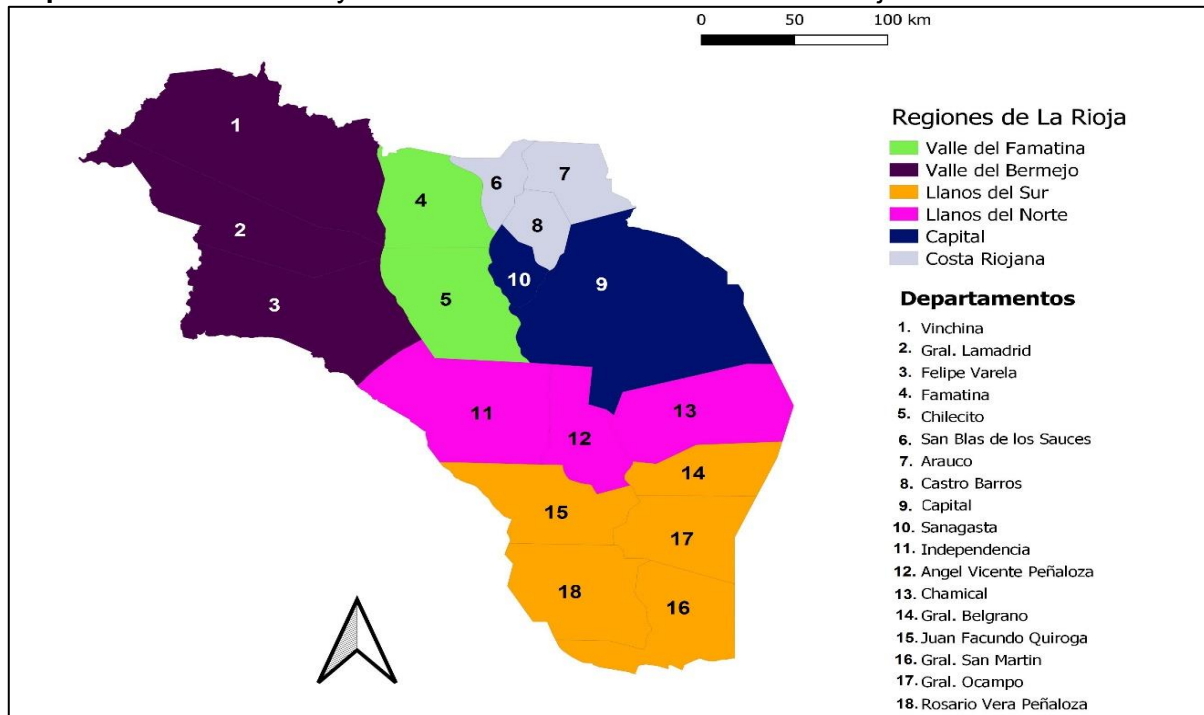 0 50 100 km
Regiones de La Rioja
Valle del Famatina
Valle del Bermejo
Llanos del Sur
Llanos del Norte
Capital
Costa Riojana
Departamentos
1. Vinchina
2. Gral. Lamadrid
3. Felipe Varela
4. Famatina
5. Chilecito
6. San Blas de los Sauces
7. Arauco
8. Castro Barros
9. Capital
10. Sanagasta
11. Independencia
12. Angel Vicente Peñaloza
13. Chamical
14. Gral. Belgrano
15. Juan Facundo Quiroga
16. Gral. San Martin
17. Gral. Ocampo
18. Rosario Vera Peñaloza
1
2
3
4
5
6
7
8
9
10
11
12
13
14
15
17
18
16